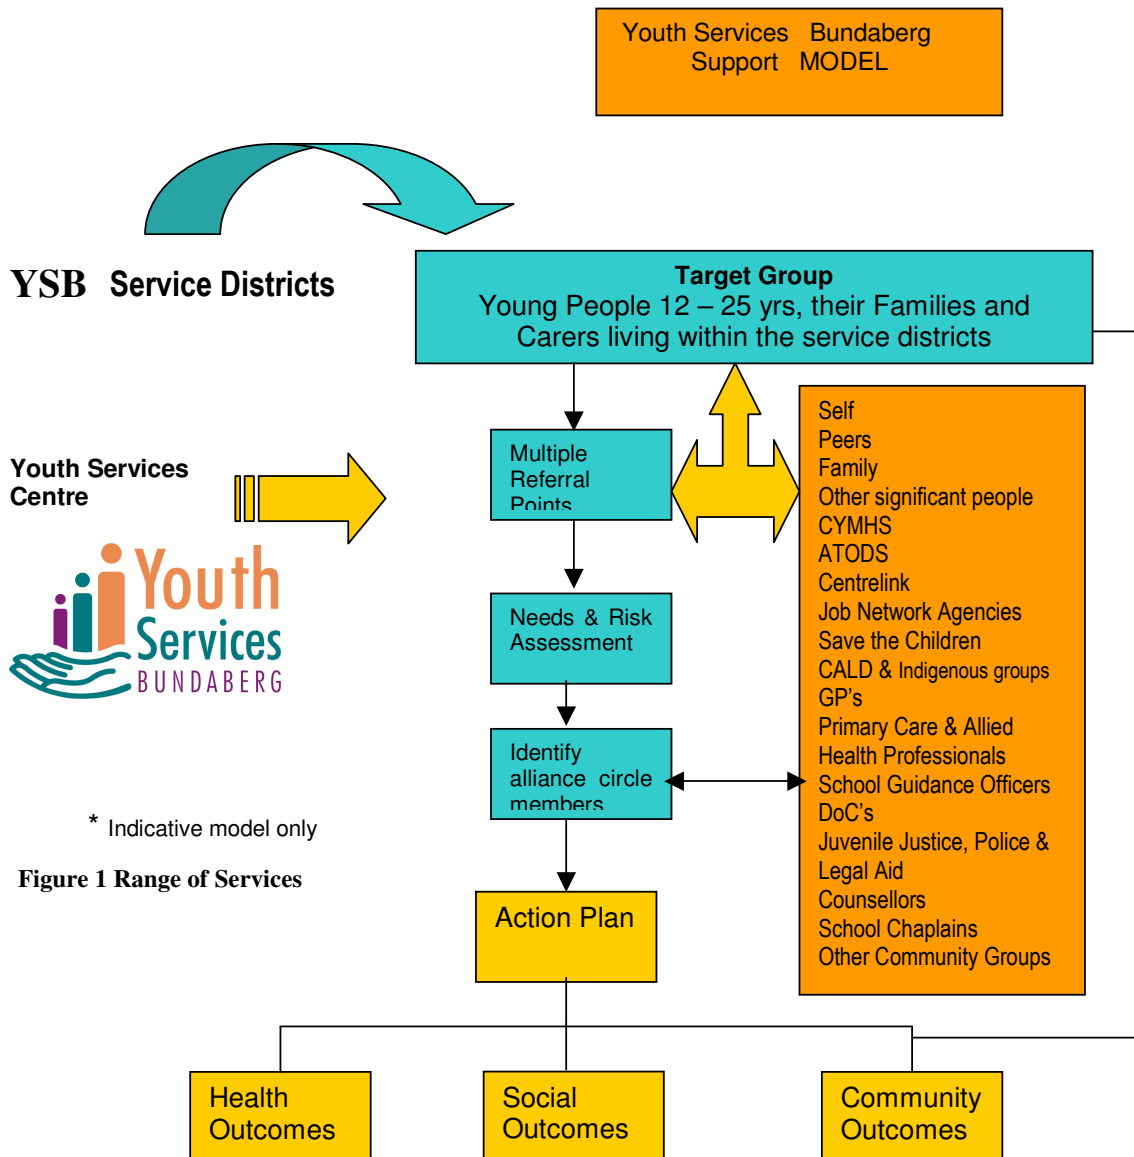 Youth Services Bundaberg
Support MODEL
YSB Service Districts
Target Group
Young People 12 – 25 yrs, their Families and
Carers living within the service districts
Youth Services
Centre
Youth
Services
BUNDABERG
Multiple
Referral
Points
Needs & Risk
Assessment
Identify
alliance circle
members
Self
Peers
Family
Other significant people
CYMHS
ATODS
Centrelink
Job Network Agencies
Save the Children
CALD & Indigenous groups
GP's
Primary Care & Allied
Health Professionals
School Guidance Officers
DoC's
Juvenile Justice, Police &
Legal Aid
Counsellors
School Chaplains
Other Community Groups
* Indicative model only
Figure 1 Range of Services
Action Plan
Health
Outcomes
Social
Outcomes
Community
Outcomes